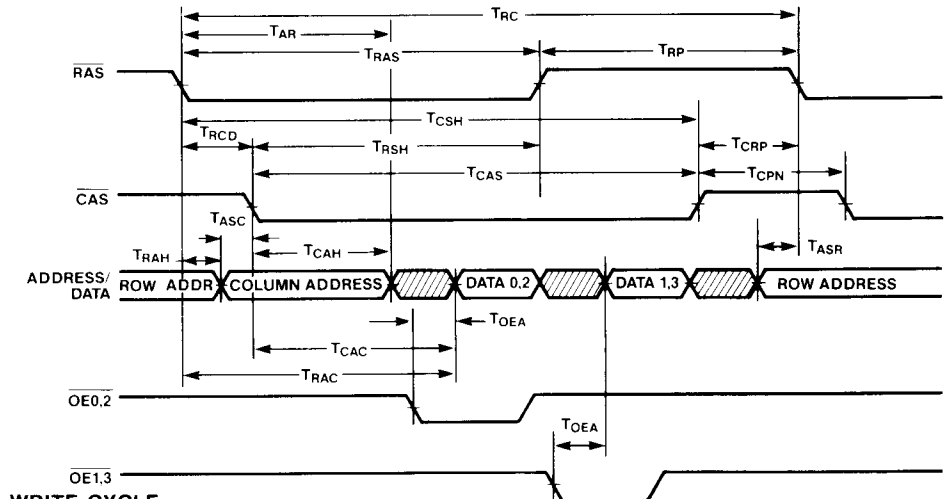 TRC
TAR
TRAS
TRP
RAS
TCSH
TRCD
TRSH
TCRP
TCAS
TCPN
CAS
TASC
TRAH
TCAH
TASR
ADDRESS/
DATA
ROW ADDR
COLUMN ADDRESS
DATA 0,2
DATA 1,3
ROW ADDRESS
TOEA
TCAC
TRAC
OE0,2
TOEA
OE1,3
WRITE CYCLE